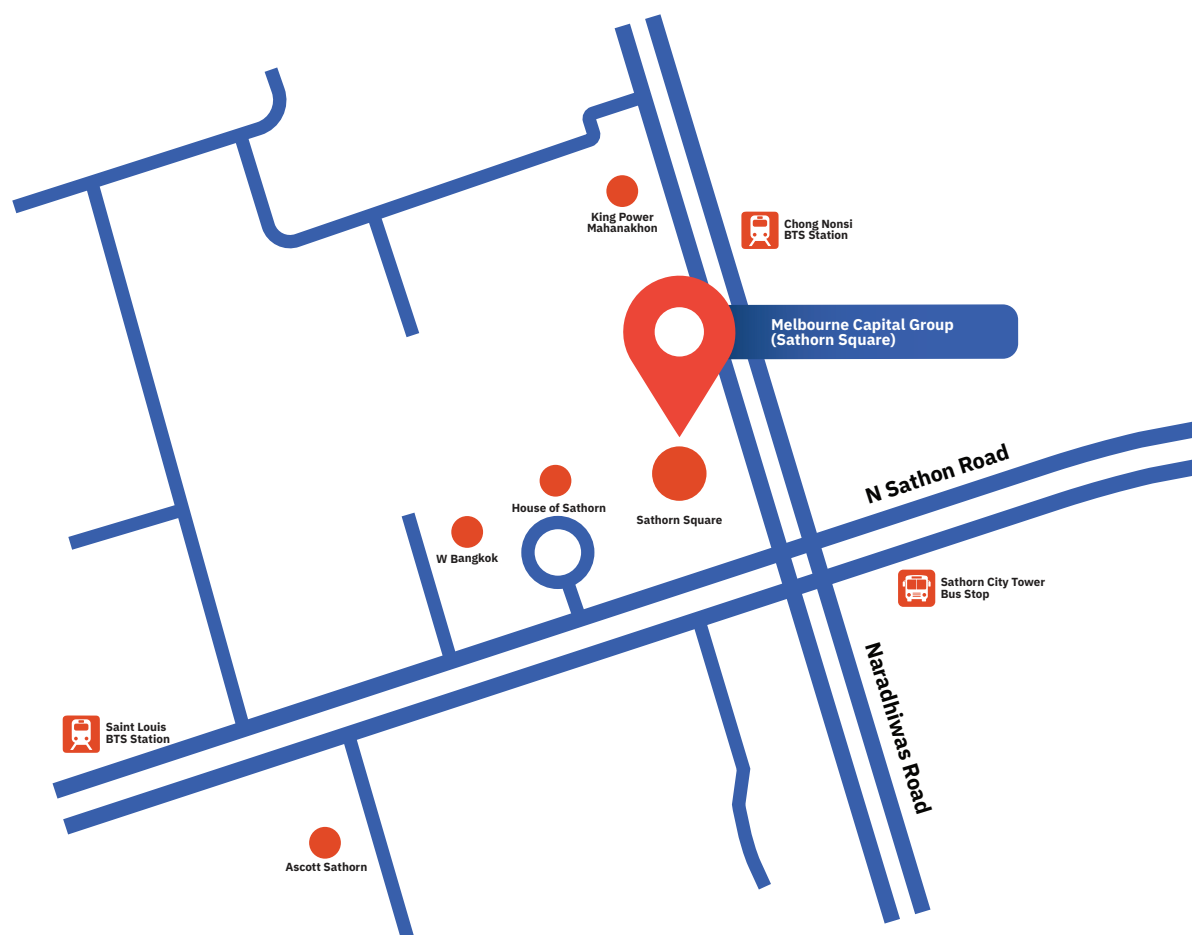 King Power
Mahanakhon
Chong Nonsi
BTS Station
Melbourne Capital Group
(Sathorn Square)
N Sathon Road
House of Sathorn
Sathorn Square
W Bangkok
Sathorn City Tower
Bus Stop
Naradhiwas Road
Saint Louis
BTS Station
Ascott Sathorn